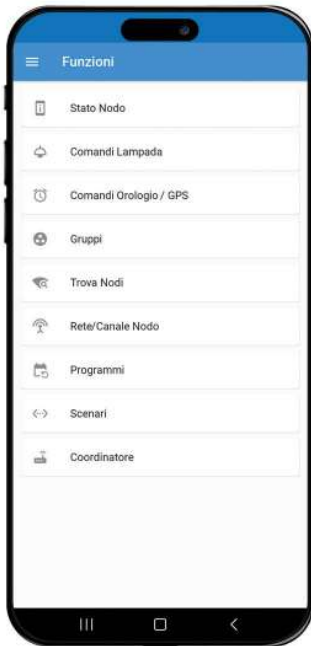 Funzioni
Stato Nodo
Comandi Lampada
Comandi Orologio / GPS
Gruppi
Trova Nodi
Rete/Canale Nodo
Programmi
Scenari
Coordinatore